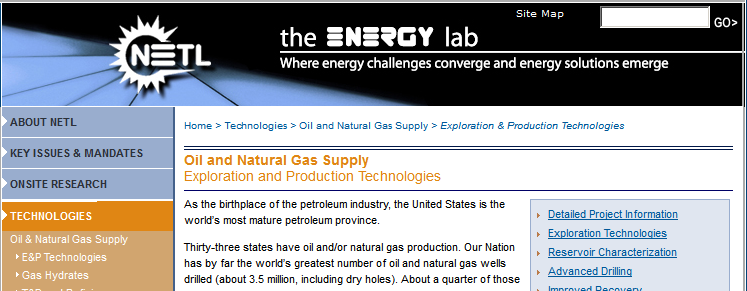 Site Map
GO>
NETL
the ENERGY lab
Where energy challenges converge and energy solutions emerge
ABOUT NETL
KEY ISSUES & MANDATES
ONSITE RESEARCH
TECHNOLOGIES
Oil & Natural Gas Supply
E&P Technologies
Gas Hydrates
Home > Technologies > Oil and Natural Gas Supply > Exploration & Production Technologies
Oil and Natural Gas Supply
Exploration and Production Technologies
As the birthplace of the petroleum industry, the United States is the
world's most mature petroleum province.
Thirty-three states have oil and/or natural gas production. Our Nation
has by far the world's greatest number of oil and natural gas wells
drilled (about 3.5 million, including dry holes). About a quarter of those
Detailed Project Information
Exploration Technologies
Reservoir Characterization
Advanced Drilling
Improved Recovery